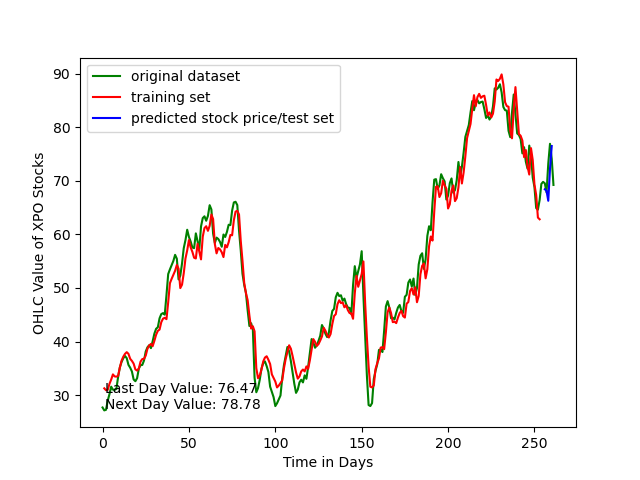 original dataset
training set
predicted stock price/test set
90
80
70
60
50
40
30
OHLC Value of XPO Stocks
Last Day Value: 76.47
Next Day Value: 78.78
0 50 100 150 200 250
Time in Days